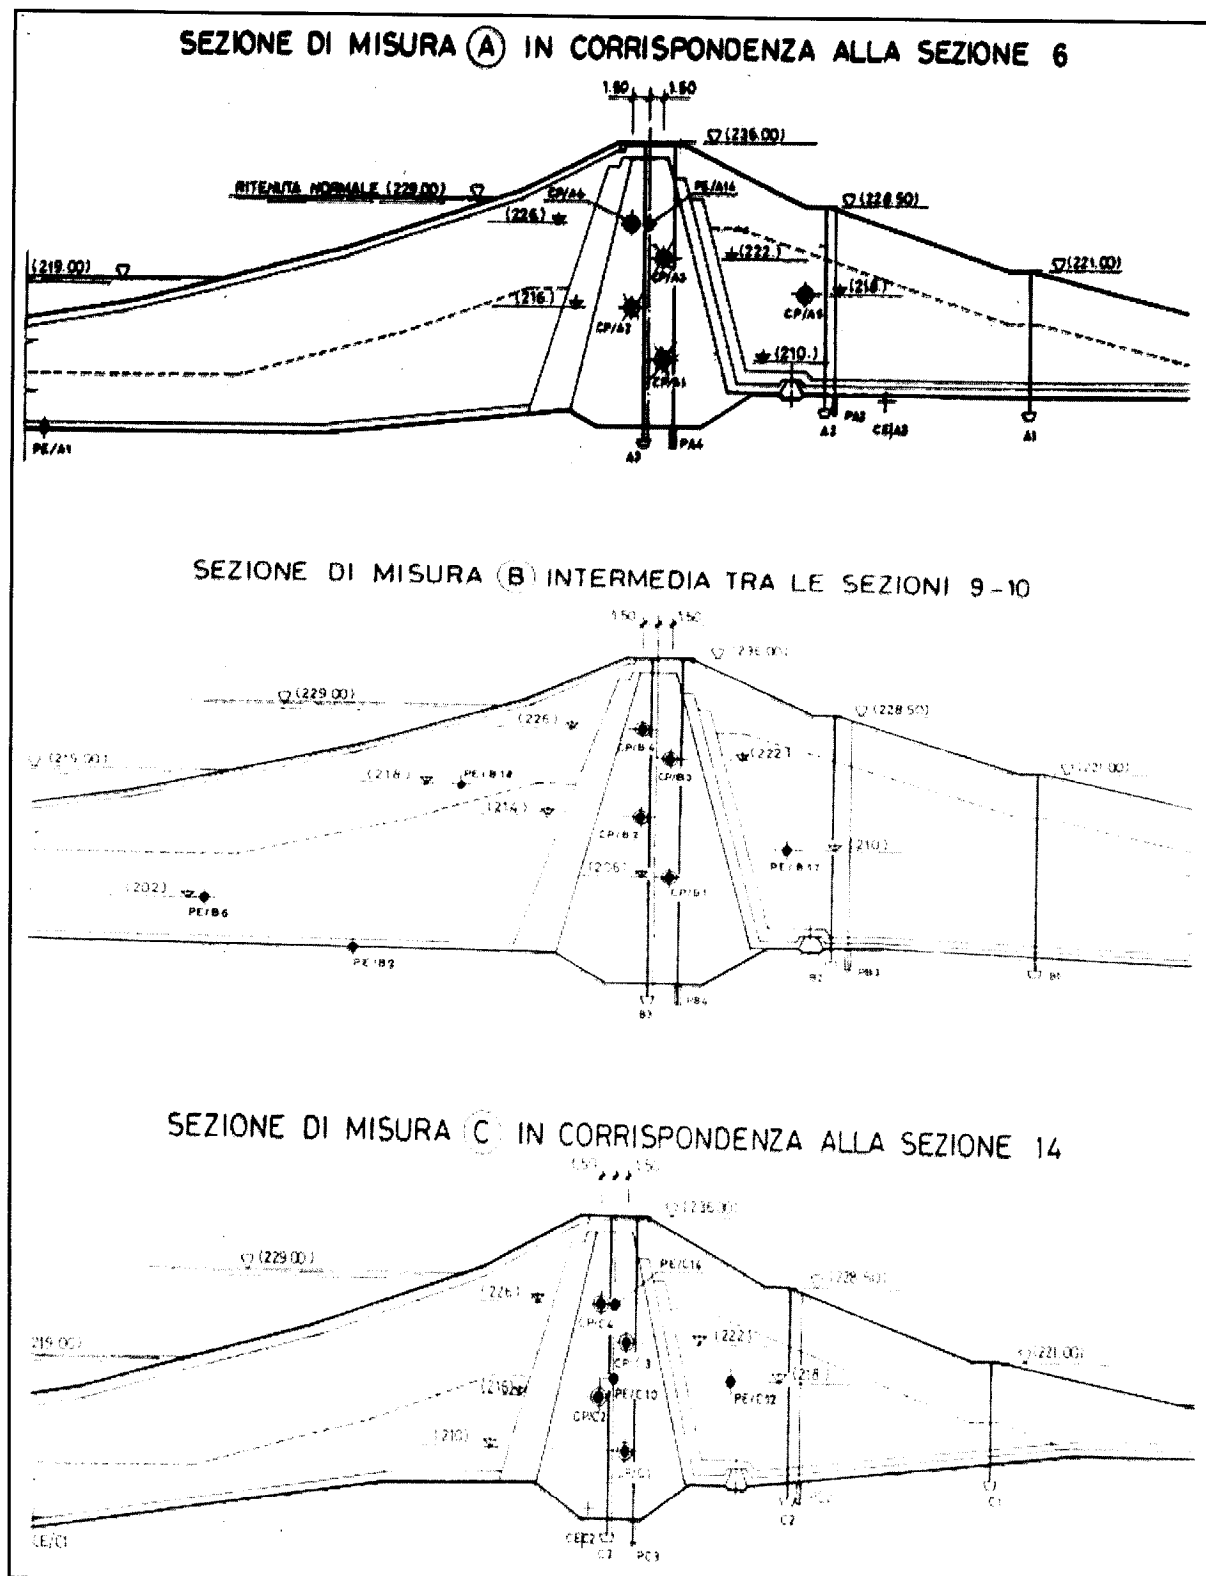 SEZIONE DI MISURA A IN CORRISPONDENZA ALLA SEZIONE 6
1.50 1.50
(236.00)
RITENUTA NORMALE (229.00)
CP/A4
PE/A14
(228.50)
(226.)
(222.)
(219.00)
(221.00)
CP/A3
(216.)
(218.)
CP/A2
CP/A5
(210.)
CP/A1
PE/A1
A3
PA4
A2
PA3
CE/A3
A1
SEZIONE DI MISURA B INTERMEDIA TRA LE SEZIONI 9-10
1.50 1.50
(236.00)
(229.00)
(228.50)
(226)
CP/B4
(222)
(219.00)
CP/B3
(221.00)
(218.)
PE/B18
(214.)
CP/B2
(210)
PE/B17
(206)
CP/B1
(202)
PE/B6
PE/B2
B3
PB4
B2
PB3
B1
SEZIONE DI MISURA C IN CORRISPONDENZA ALLA SEZIONE 14
1.50 1.50
(236.00)
(229.00)
PE/C14
(228.50)
(226.)
CP/C4
(222)
219.00)
CP/C3
(221.00)
(216)
PE/C10
(218.)
PE/C12
CP/C2
(210)
CP/C1
CE/C1
CE/C2
C3
PC3
C2
C1